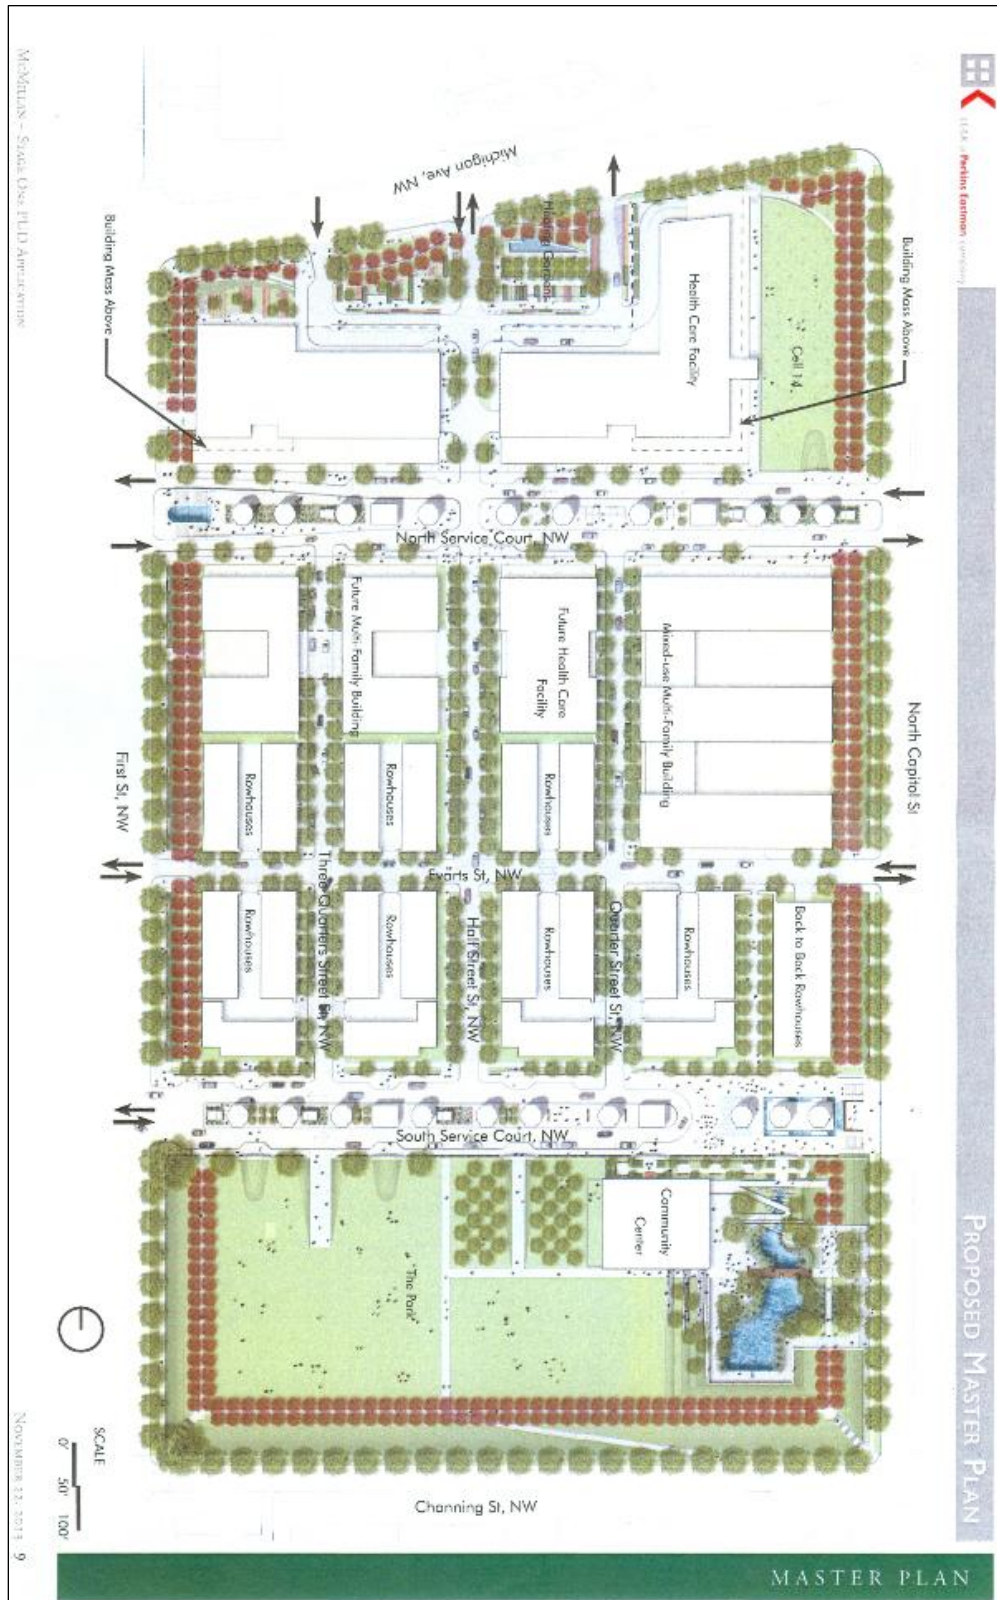 Perkins Eastman
PROPOSED MASTER PLAN
MASTER PLAN
Michigan Ave, NW
Building Mass Above
Healing Gardens
Health Care Facility
Cell 14
Building Mass Above
North Service Court, NW
North Capitol St
First St, NW
Future Multi-Family Building
Future Health Care
Facility
Mixed-use Multi-Family Building
Rowhouses
Rowhouses
Rowhouses
Evarts St, NW
Three Quarters Street St, NW
Half Street St, NW
Quarter Street St, NW
Rowhouses
Rowhouses
Rowhouses
Rowhouses
Back to Back Rowhouses
South Service Court, NW
Community
Center
The Park
Channing St, NW
SCALE
0' 50' 100'
MCMILLAN – STAGE ONE PUD APPLICATION
NOVEMBER 22, 2013 9